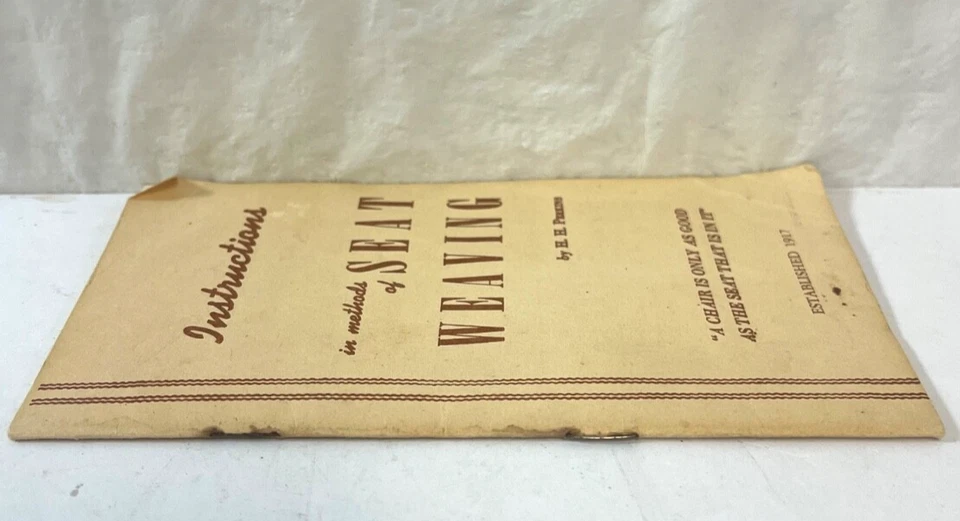 Instructions
in methods
of SEAT
WEAVING
by H. H. Perkins
"A CHAIR IS ONLY AS GOOD
AS THE SEAT THAT IS IN IT"
ESTABLISHED 1917